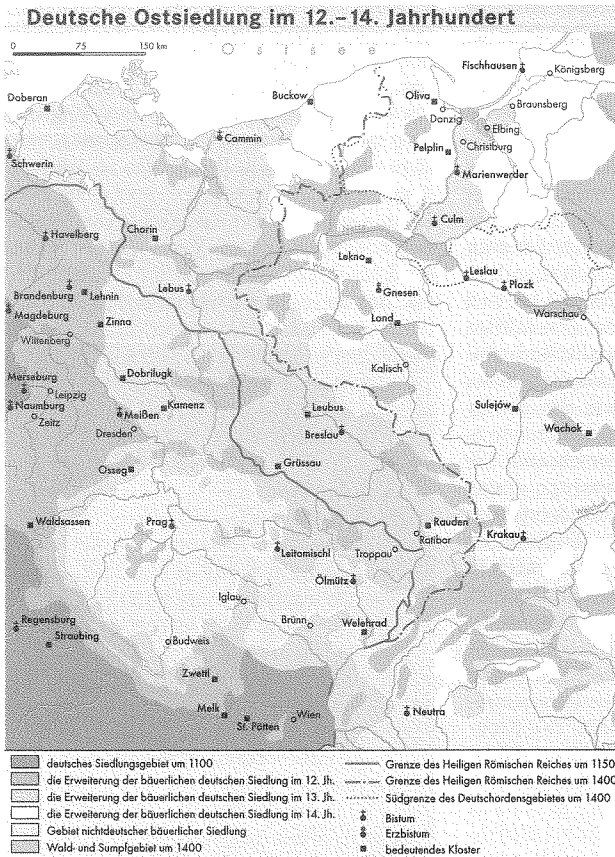 Deutsche Ostsiedlung im 12.–14. Jahrhundert
0 75 150 km
O s t s e e
Fischhausen
Königsberg
Doberan
Buckow
Oliva
Danzig
Braunsberg
Elbing
Cammin
Christburg
Pelplin
Schwerin
Marienwerder
Culm
Havelberg
Chorin
Lekno
Leslau
Plozk
Lebus
Gnesen
Brandenburg
Lehnin
Magdeburg
Land
Warschau
Zinna
Wittenberg
Kalisch
Merseburg
Dobrilugk
Leipzig
Naumburg
Zeitz
Meißen
Kamenz
Leubus
Sulejów
Dresden
Breslau
Wachok
Ossegg
Grüssau
Waldsassen
Prag
Elbe
Rauden
Ratibor
Krakau
Leitomischl
Troppau
Ölmütz
Iglau
Regensburg
Brünn
Welehrad
Straubing
Budweis
Zwettl
Melk
St. Pölten
Wien
Neutra
deutsches Siedlungsgebiet um 1100
die Erweiterung der bäuerlichen deutschen Siedlung im 12. Jh.
die Erweiterung der bäuerlichen deutschen Siedlung im 13. Jh.
die Erweiterung der bäuerlichen deutschen Siedlung im 14. Jh.
Gebiet nichtdeutscher bäuerlicher Siedlung
Wald- und Sumpfgebiet um 1400
Grenze des Heiligen Römischen Reiches um 1150
Grenze des Heiligen Römischen Reiches um 1400
Südgrenze des Deutschordensgebietes um 1400
Bistum
Erzbistum
bedeutendes Kloster